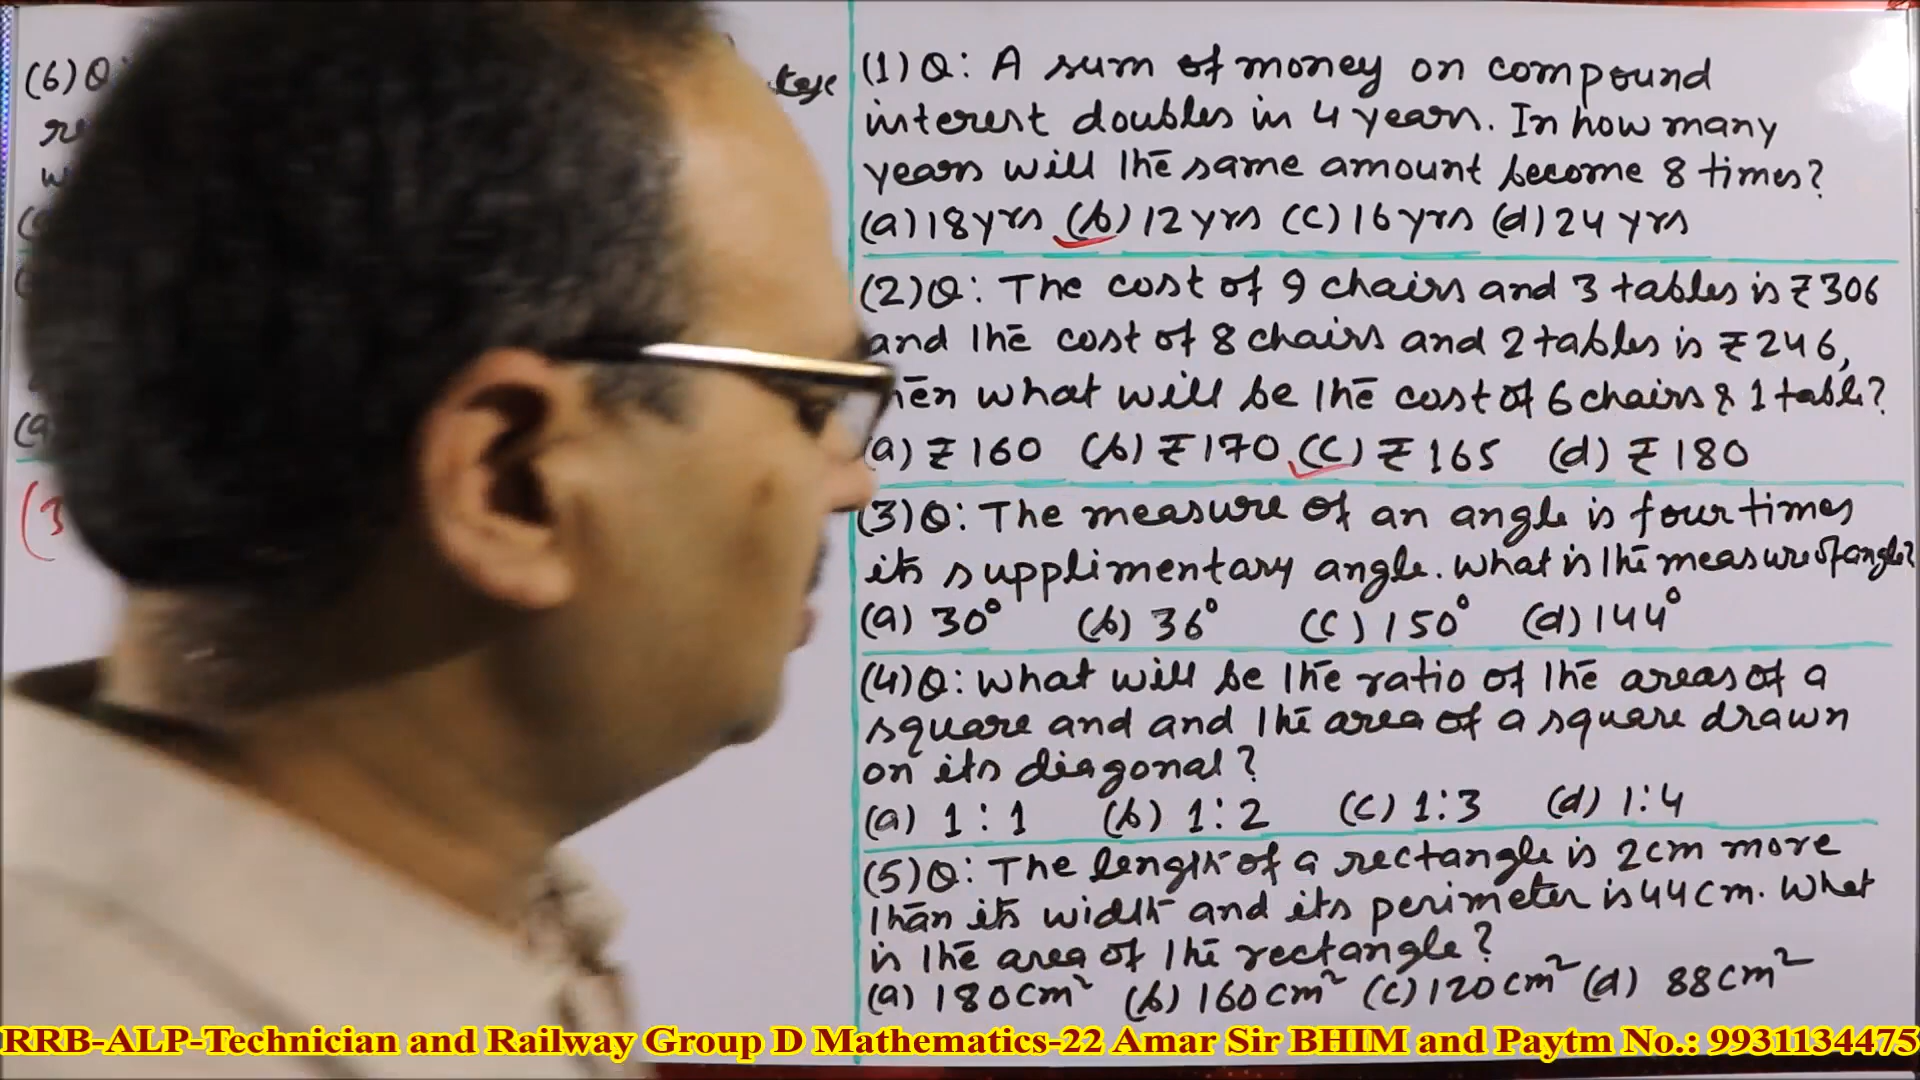 (6) Q
(1) Q: A sum of money on compound
interest doubles in 4 years. In how many
years will the same amount become 8 times?
(a) 18 yrs (b) 12 yrs (c) 16 yrs (d) 24 yrs
(2) Q: The cost of 9 chairs and 3 tables is ₹ 306
and the cost of 8 chairs and 2 tables is ₹ 246,
hen what will be the cost of 6 chairs & 1 table?
(a) ₹ 160 (b) ₹ 170 (c) ₹ 165 (d) ₹ 180
(3) Q: The measure of an angle is four times
its supplimentary angle. What is the measure of angle?
(a) 30° (b) 36° (c) 150° (d) 144°
(4) Q: What will be the ratio of the areas of a
square and and the area of a square drawn
on its diagonal?
(a) 1 : 1 (b) 1 : 2 (c) 1 : 3 (d) 1 : 4
(5) Q: The length of a rectangle is 2cm more
than its width and its perimeter is 44cm. What
is the area of the rectangle?
(a) 180cm² (b) 160cm² (c) 120cm² (d) 88cm²
RRB-ALP-Technician and Railway Group D Mathematics-22 Amar Sir BHIM and Paytm No.: 9931134475